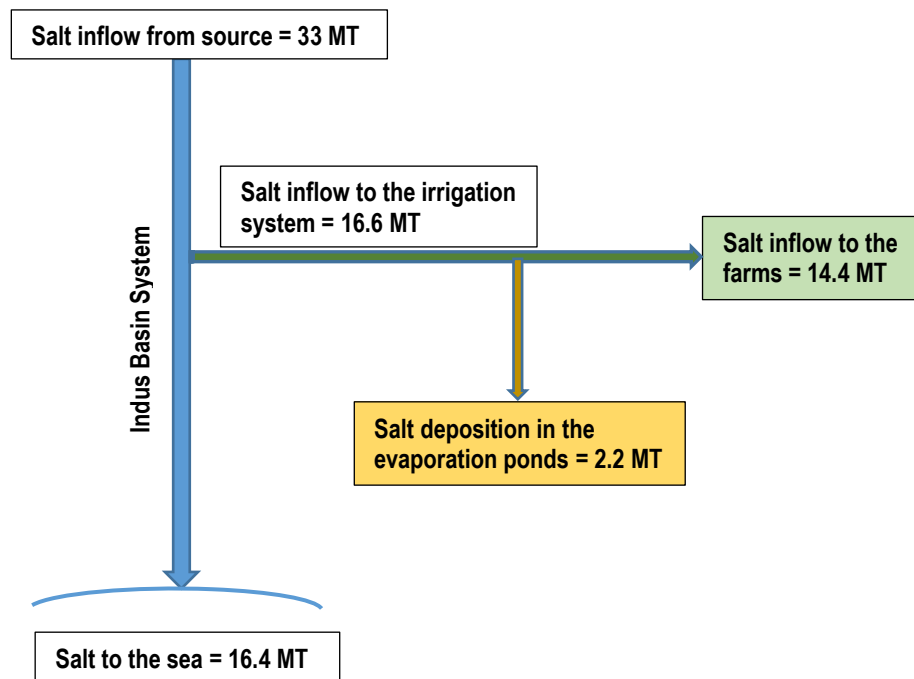 Salt inflow from source = 33 MT
Salt inflow to the irrigation
system = 16.6 MT
Salt inflow to the
farms = 14.4 MT
Indus Basin System
Salt deposition in the
evaporation ponds = 2.2 MT
Salt to the sea = 16.4 MT